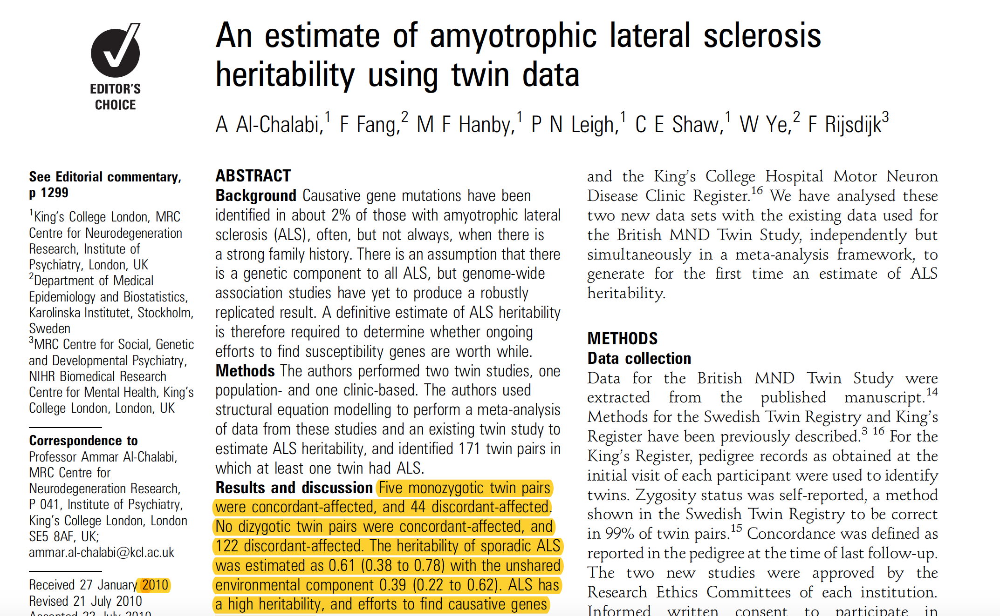 EDITOR'S
CHOICE
An estimate of amyotrophic lateral sclerosis
heritability using twin data
A Al-Chalabi,1 F Fang,2 M F Hanby,1 P N Leigh,1 C E Shaw,1 W Ye,2 F Rijsdijk3
See Editorial commentary,
p 1299
1King's College London, MRC
Centre for Neurodegeneration
Research, Institute of
Psychiatry, London, UK
2Department of Medical
Epidemiology and Biostatistics,
Karolinska Institutet, Stockholm,
Sweden
3MRC Centre for Social, Genetic
and Developmental Psychiatry,
NIHR Biomedical Research
Centre for Mental Health, King's
College London, London, UK
Correspondence to
Professor Ammar Al-Chalabi,
MRC Centre for
Neurodegeneration Research,
P 041, Institute of Psychiatry,
King's College London, London
SE5 8AF, UK;
ammar.al-chalabi@kcl.ac.uk
Received 27 January 2010
Revised 21 July 2010
Accepted 22 July 2010
ABSTRACT
Background Causative gene mutations have been
identified in about 2% of those with amyotrophic lateral
sclerosis (ALS), often, but not always, when there is
a strong family history. There is an assumption that there
is a genetic component to all ALS, but genome-wide
association studies have yet to produce a robustly
replicated result. A definitive estimate of ALS heritability
is therefore required to determine whether ongoing
efforts to find susceptibility genes are worth while.
Methods The authors performed two twin studies, one
population- and one clinic-based. The authors used
structural equation modelling to perform a meta-analysis
of data from these studies and an existing twin study to
estimate ALS heritability, and identified 171 twin pairs in
which at least one twin had ALS.
Results and discussion Five monozygotic twin pairs
were concordant-affected, and 44 discordant-affected.
No dizygotic twin pairs were concordant-affected, and
122 discordant-affected. The heritability of sporadic ALS
was estimated as 0.61 (0.38 to 0.78) with the unshared
environmental component 0.39 (0.22 to 0.62). ALS has
a high heritability, and efforts to find causative genes
and the King's College Hospital Motor Neuron
Disease Clinic Register.16 We have analysed these
two new data sets with the existing data used for
the British MND Twin Study, independently but
simultaneously in a meta-analysis framework, to
generate for the first time an estimate of ALS
heritability.
METHODS
Data collection
Data for the British MND Twin Study were
extracted from the published manuscript.14
Methods for the Swedish Twin Registry and King's
Register have been previously described.3 16 For the
King's Register, pedigree records as obtained at the
initial visit of each participant were used to identify
twins. Zygosity status was self-reported, a method
shown in the Swedish Twin Registry to be correct
in 99% of twin pairs.15 Concordance was defined as
reported in the pedigree at the time of last follow-up.
The two new studies were approved by the
Research Ethics Committees of each institution.
Informed written consent to participate in